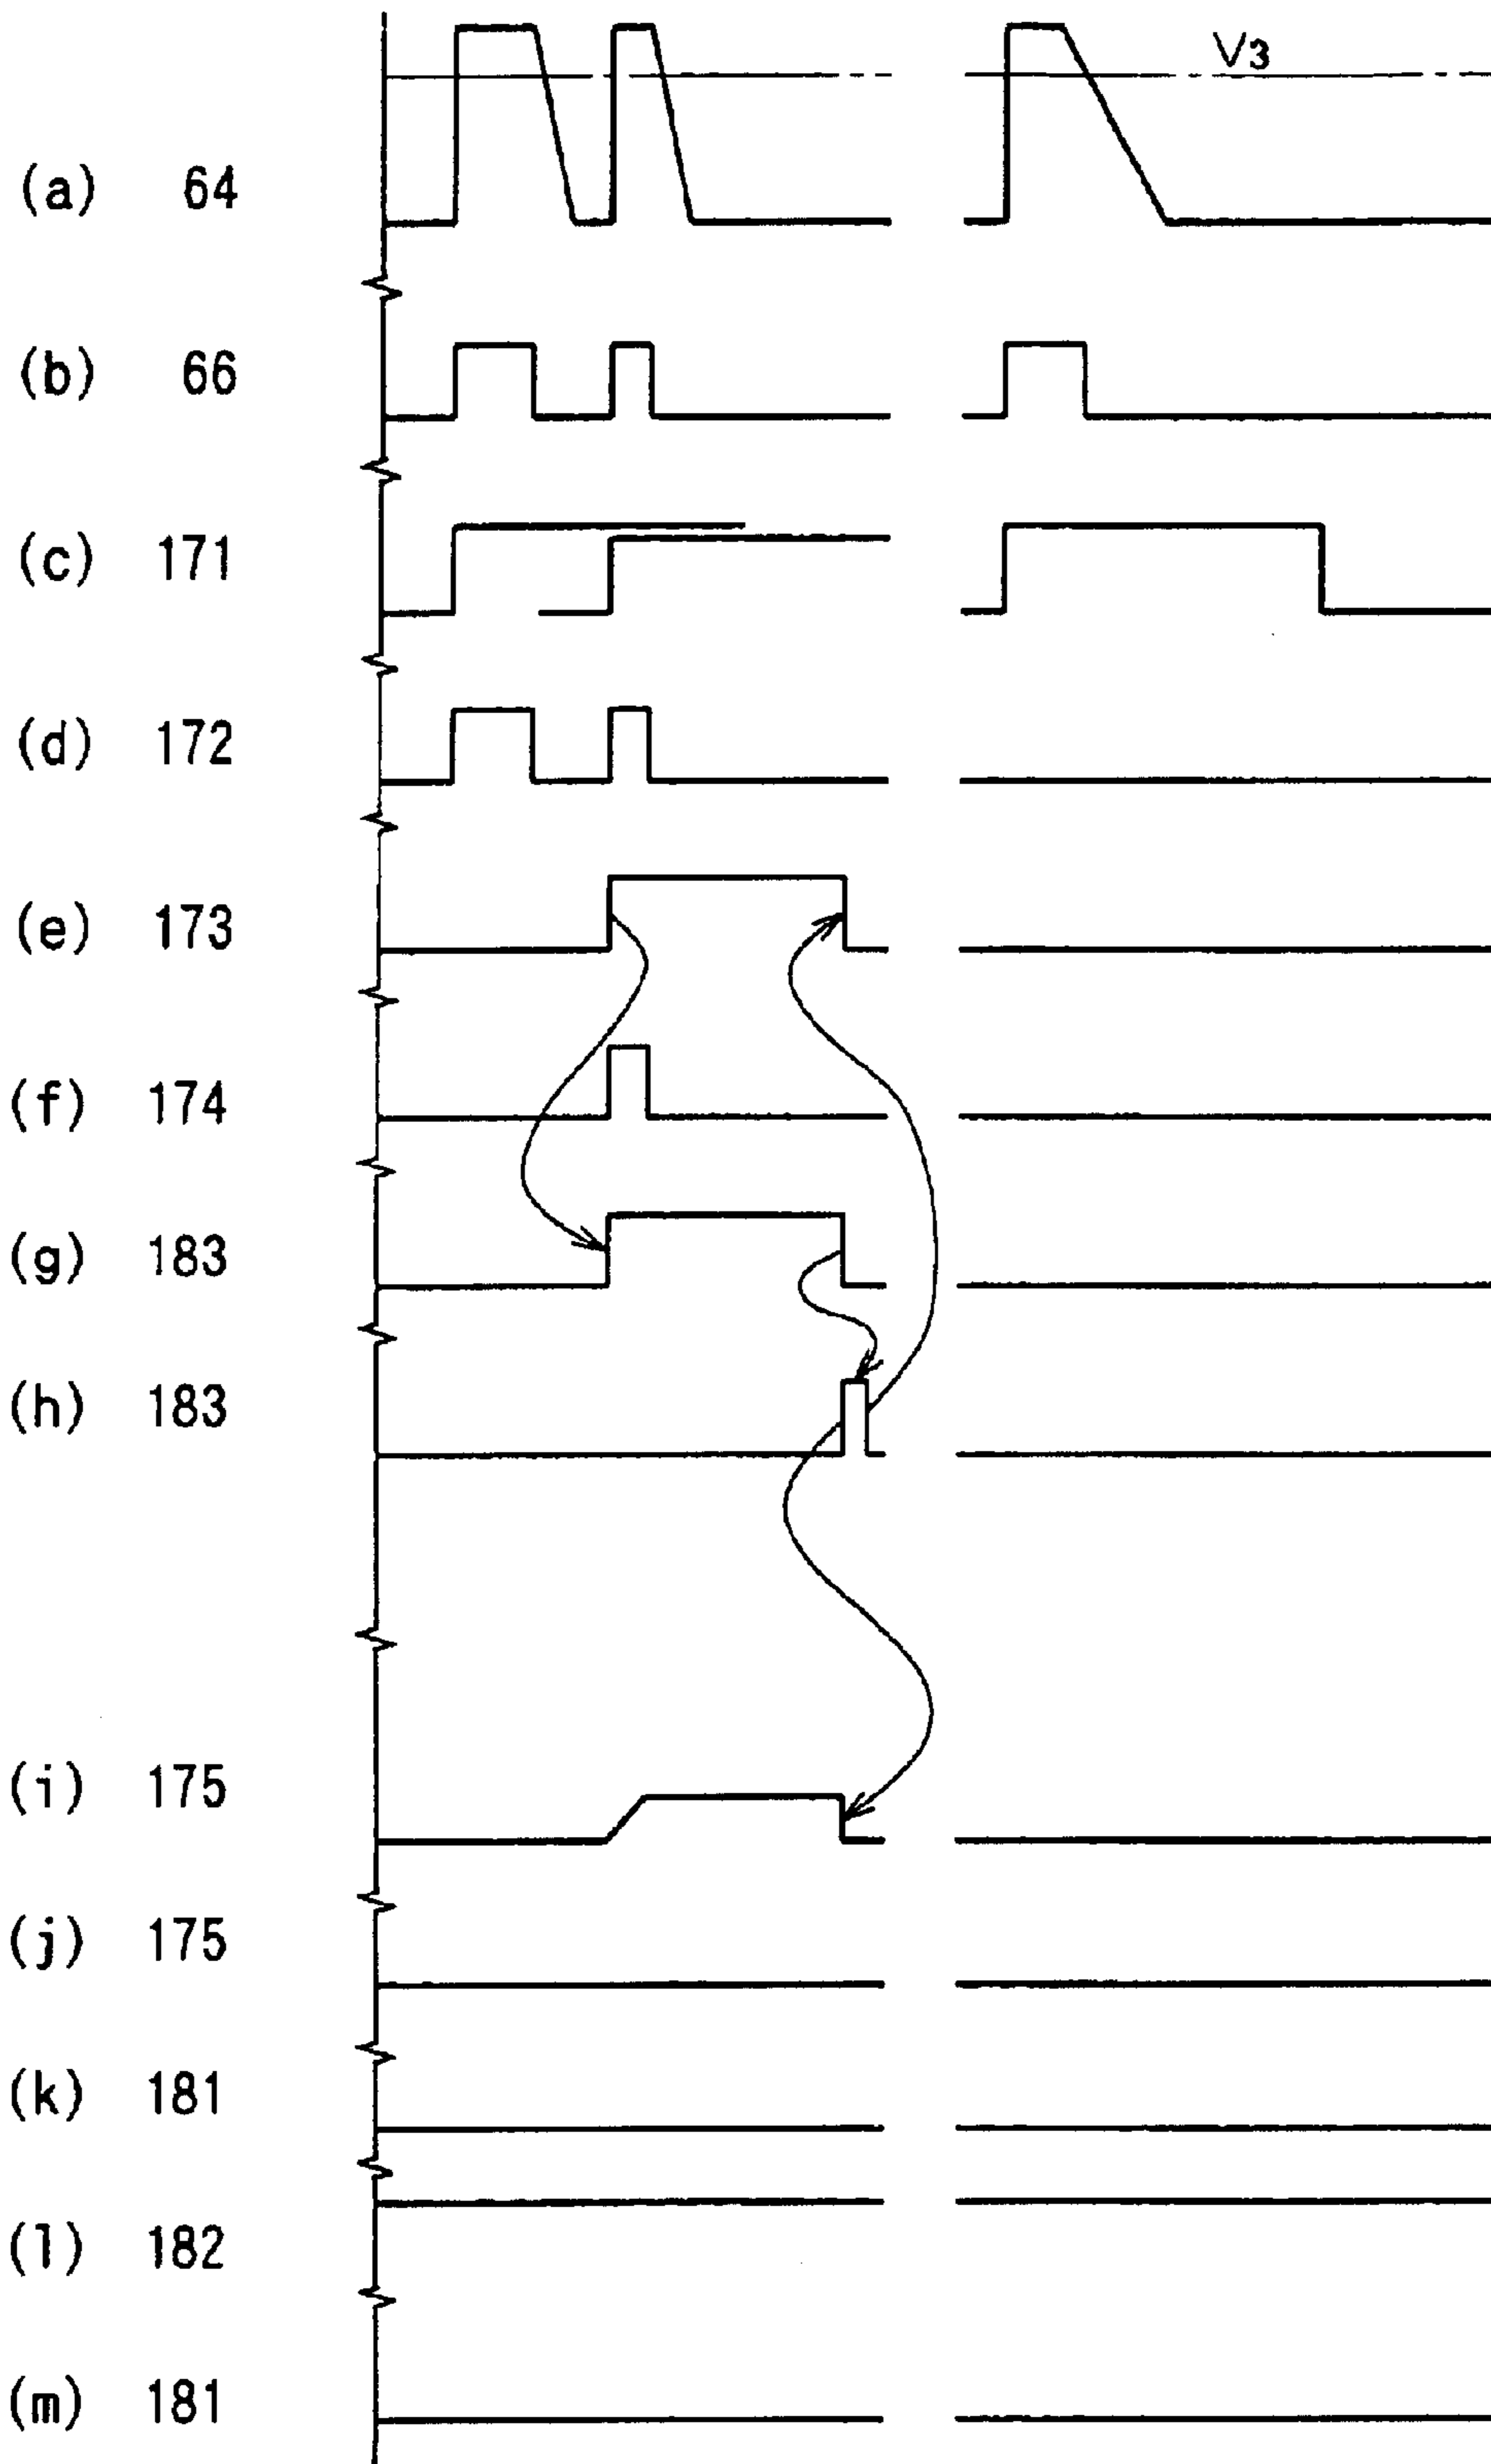 V3
(a) 64
(b) 66
(c) 171
(d) 172
(e) 173
(f) 174
(g) 183
(h) 183
(i) 175
(j) 175
(k) 181
(l) 182
(m) 181